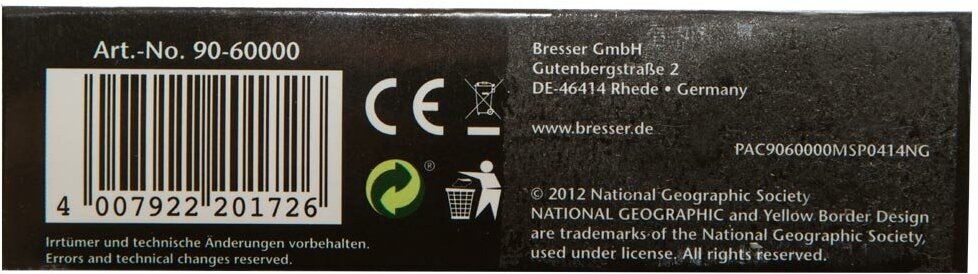 Art.-No. 90-60000
4 007922 201726
Irrtümer und technische Änderungen vorbehalten.
Errors and technical changes reserved.
CE
®
Bresser GmbH
Gutenbergstraße 2
DE-46414 Rhede • Germany
www.bresser.de
PAC9060000MSP0414NG
© 2012 National Geographic Society
NATIONAL GEOGRAPHIC and Yellow Border Design
are trademarks of the National Geographic Society,
used under license. All rights reserved.